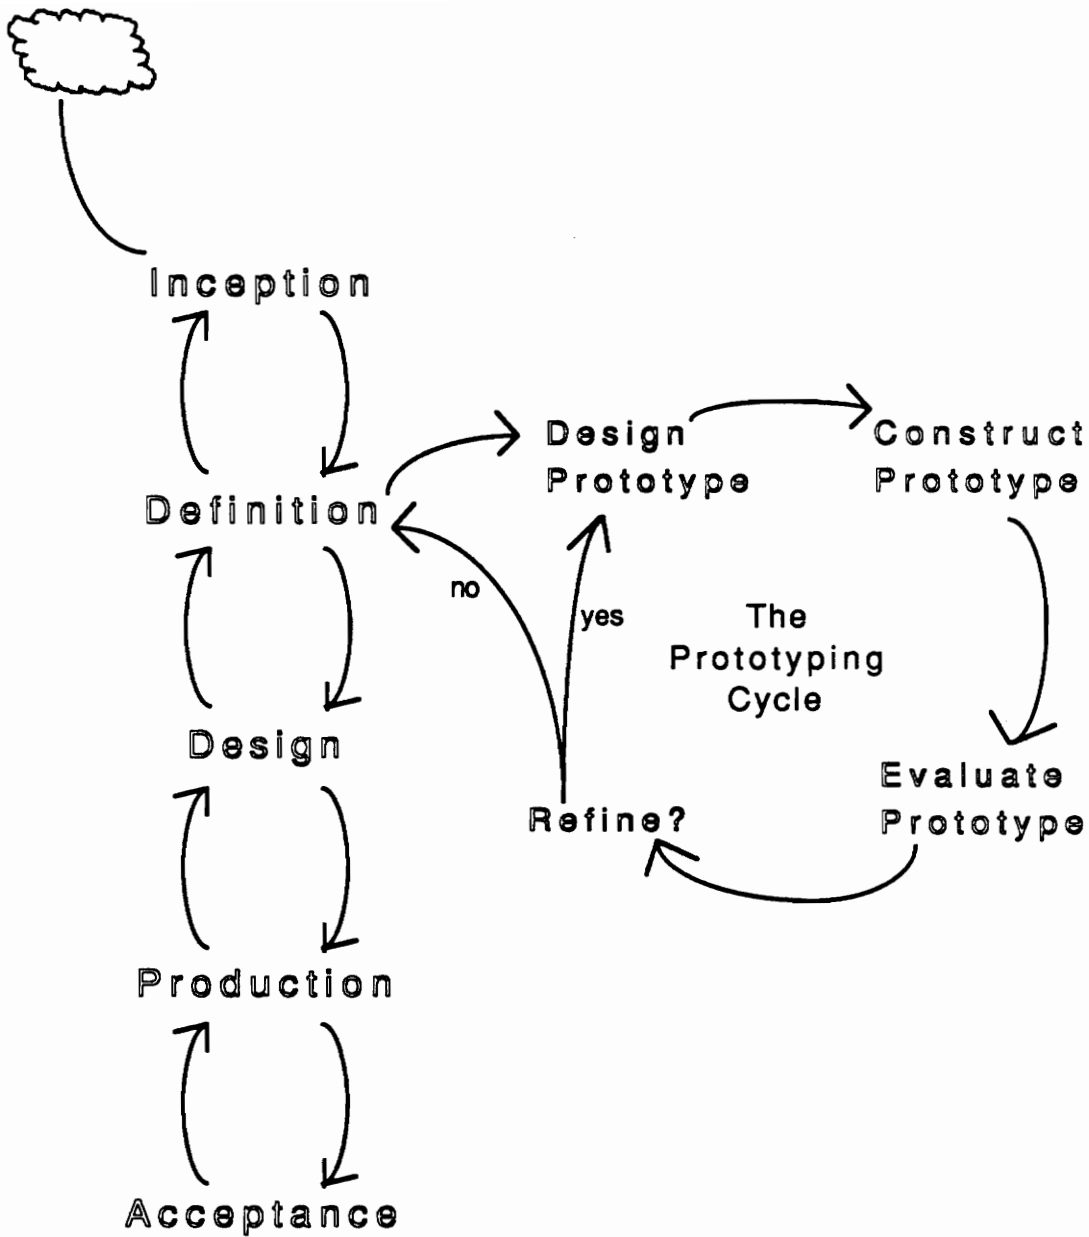 Inception
Definition
Design
Production
Acceptance
Design
Prototype
Construct
Prototype
Evaluate
Prototype
Refine?
no
yes
The
Prototyping
Cycle